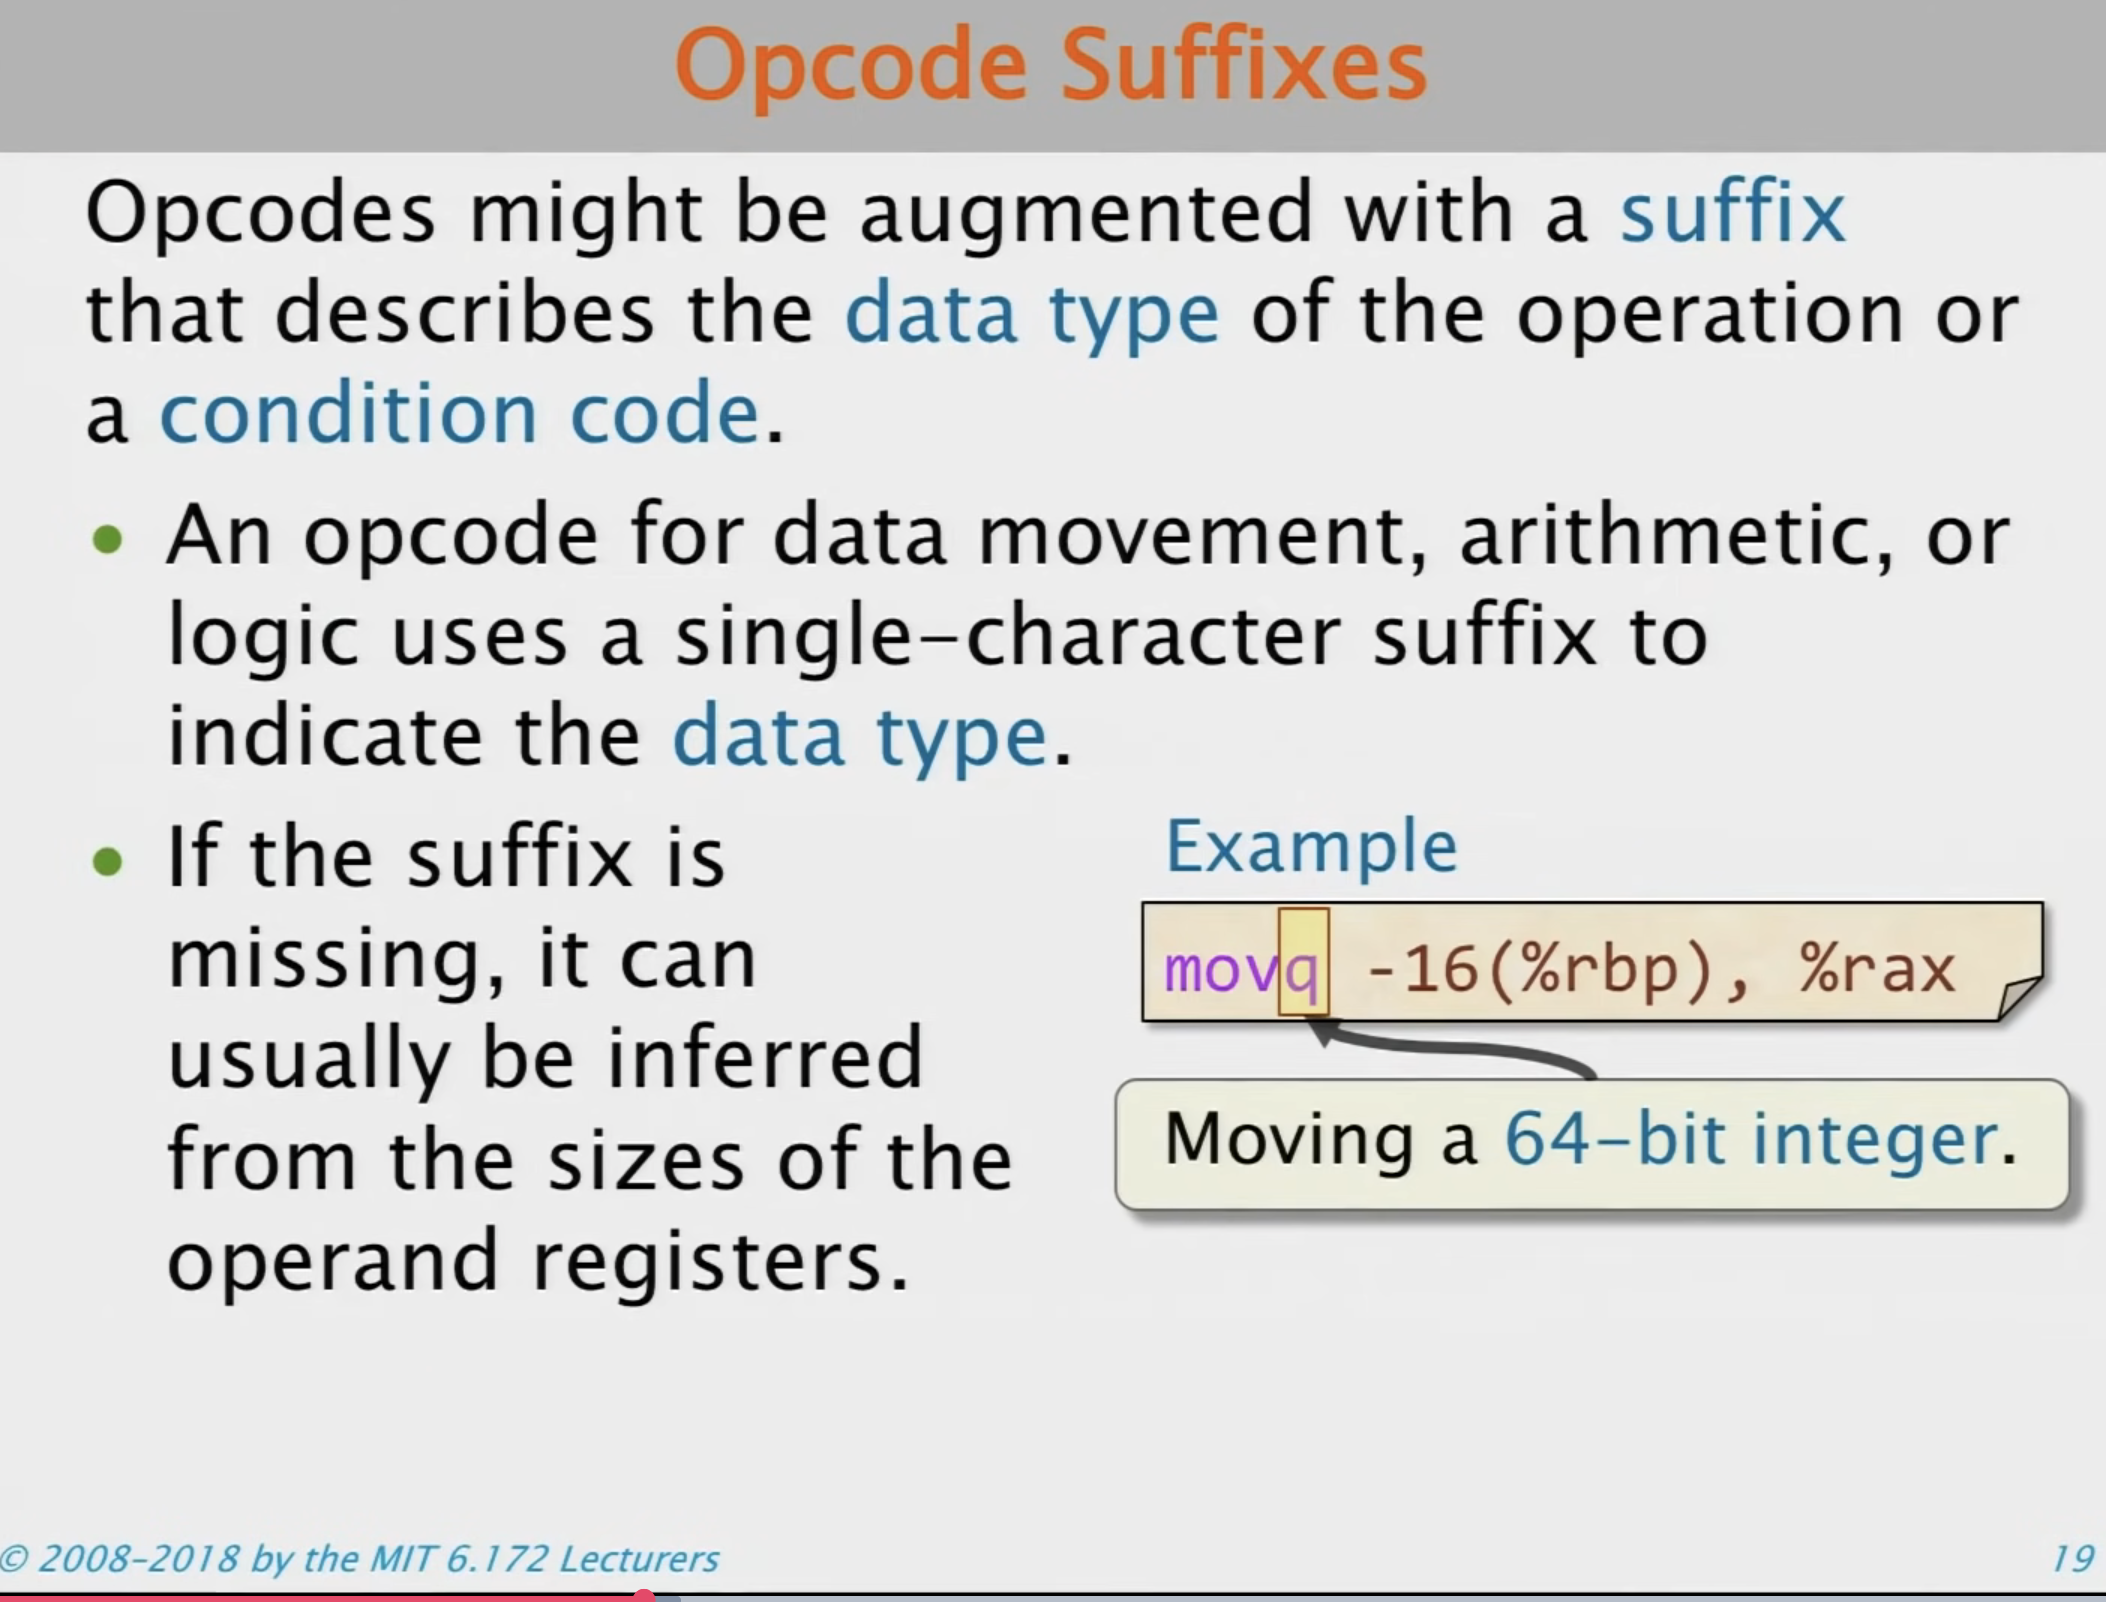 Opcode Suffixes
Opcodes might be augmented with a suffix
that describes the data type of the operation or
a condition code.
• An opcode for data movement, arithmetic, or
logic uses a single-character suffix to
indicate the data type.
• If the suffix is
missing, it can
usually be inferred
from the sizes of the
operand registers.
Example
movq -16(%rbp), %rax
Moving a 64-bit integer.
© 2008-2018 by the MIT 6.172 Lecturers
19